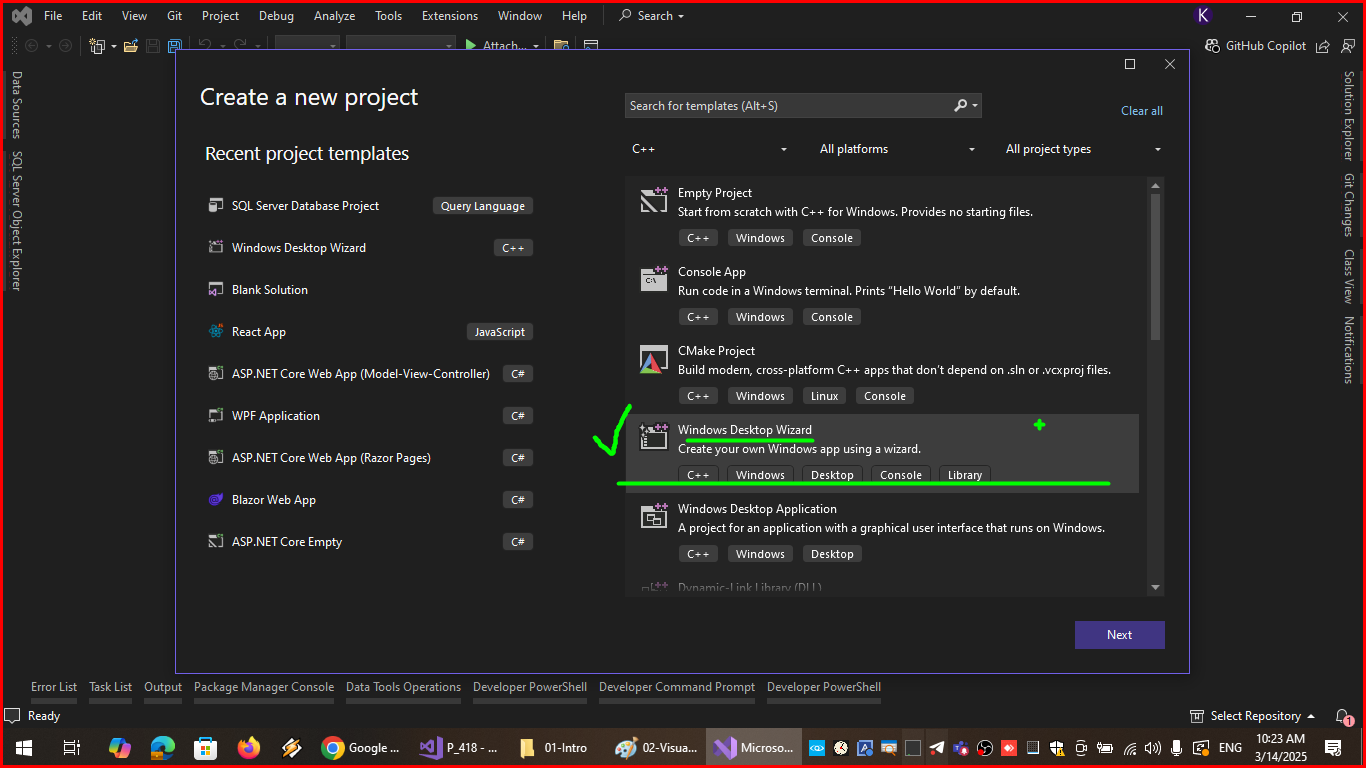 File Edit View Git Project Debug Analyze Tools Extensions Window Help Search K
Attach... GitHub Copilot
Data Sources
SQL Server Object Explorer
Create a new project
Recent project templates
SQL Server Database Project Query Language
Windows Desktop Wizard C++
Blank Solution
React App JavaScript
ASP.NET Core Web App (Model-View-Controller) C#
WPF Application C#
ASP.NET Core Web App (Razor Pages) C#
Blazor Web App C#
ASP.NET Core Empty C#
Search for templates (Alt+S)
Clear all
C++ All platforms All project types
Empty Project
Start from scratch with C++ for Windows. Provides no starting files.
C++ Windows Console
Console App
Run code in a Windows terminal. Prints “Hello World” by default.
C++ Windows Console
CMake Project
Build modern, cross-platform C++ apps that don’t depend on .sln or .vcxproj files.
C++ Windows Linux Console
Windows Desktop Wizard
Create your own Windows app using a wizard.
C++ Windows Desktop Console Library
Windows Desktop Application
A project for an application with a graphical user interface that runs on Windows.
C++ Windows Desktop
Dynamic-Link Library (DLL)
Next
Solution Explorer
Git Changes
Class View
Notifications
Error List Task List Output Package Manager Console Data Tools Operations Developer PowerShell Developer Command Prompt Developer PowerShell
Ready Select Repository 1
Google ... P_418 - ... 01-Intro 02-Visua... Microso... ENG 10:23 AM
3/14/2025